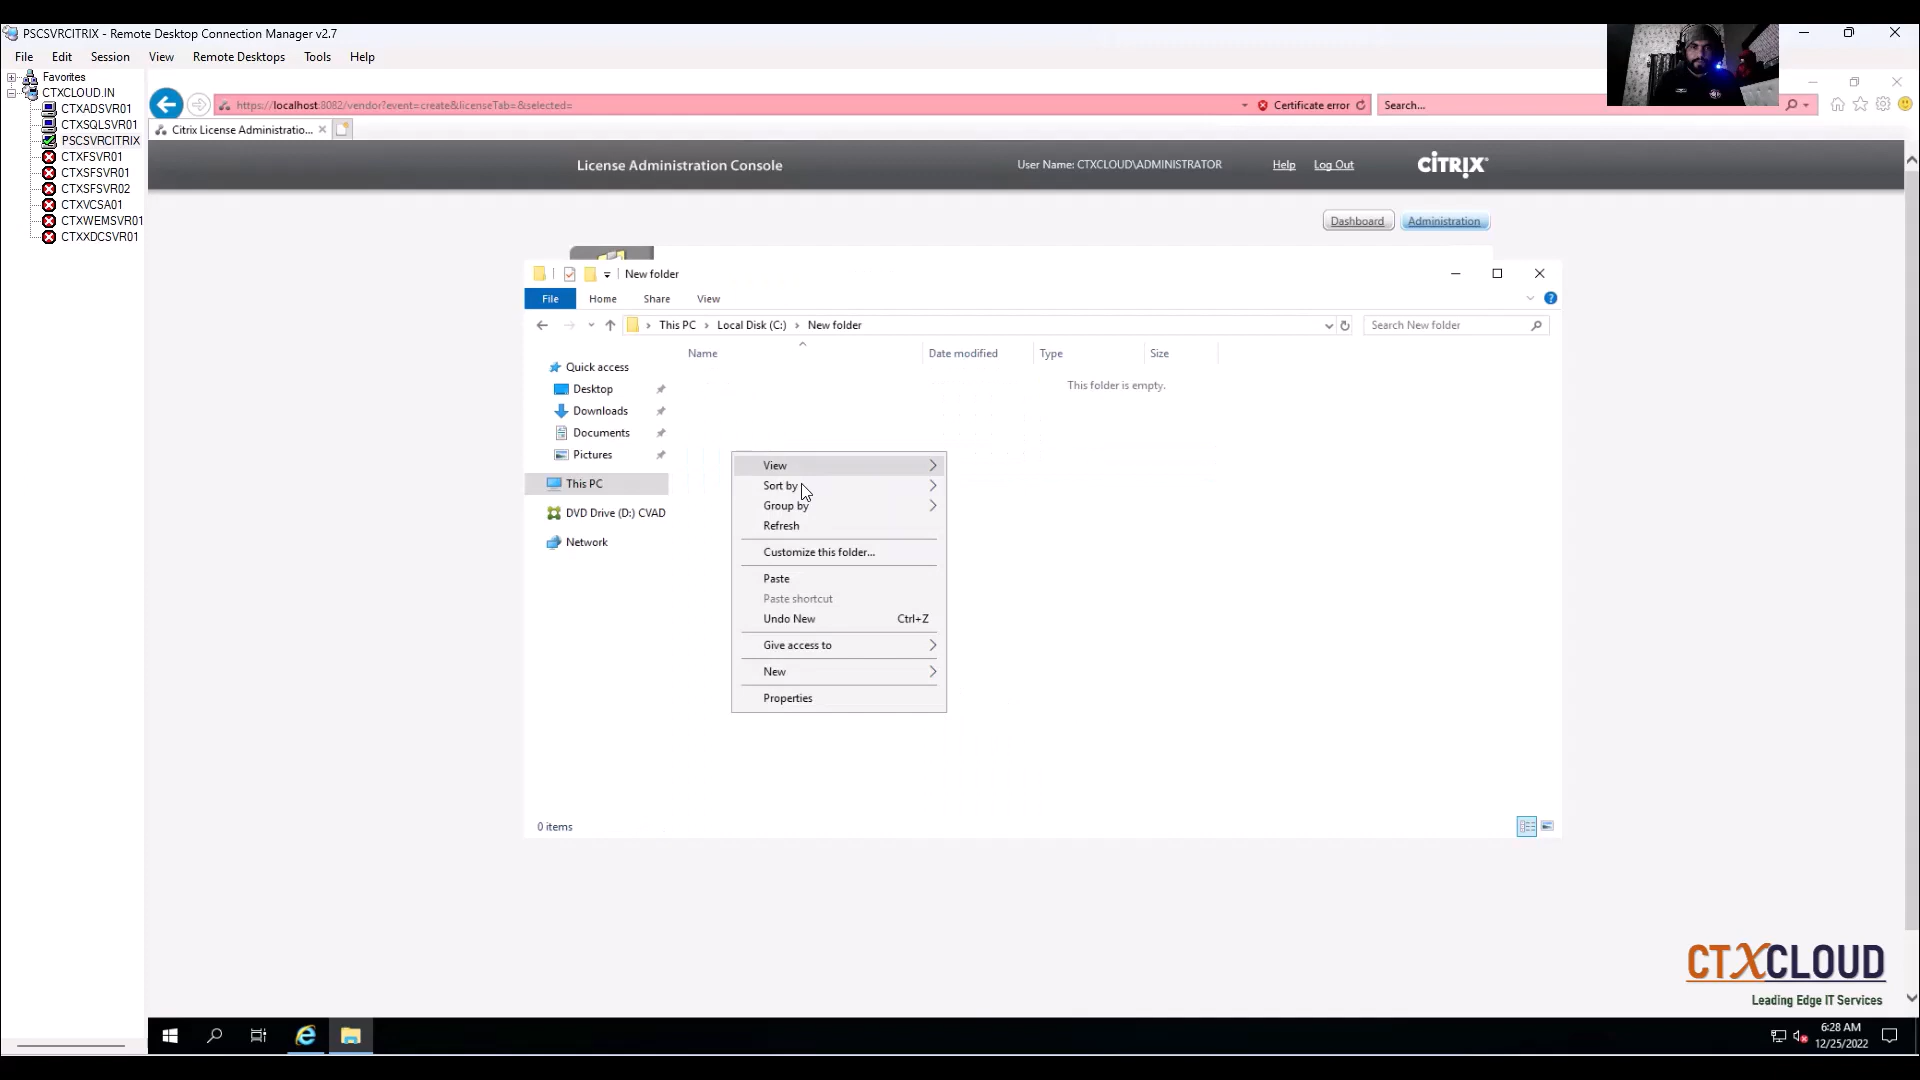 PSCSVRCITRIX - Remote Desktop Connection Manager v2.7
File Edit Session View Remote Desktops Tools Help
Favorites
CTXCLOUD.IN
CTXADSVR01
CTXSQLSVR01
PSCSVRCITRIX
CTXFSVR01
CTXSFSVR01
CTXSFSVR02
CTXVCSA01
CTXWEMSVR01
CTXXDCSVR01
https://localhost:8082/vendor?event=create&licenseTab=&selected=
Certificate error
Search...
Citrix License Administratio...
License Administration Console
User Name: CTXCLOUD\ADMINISTRATOR
Help
Log Out
CITRIX
Dashboard
Administration
New folder
File Home Share View
This PC > Local Disk (C:) > New folder
Search New folder
Name Date modified Type Size
This folder is empty.
Quick access
Desktop
Downloads
Documents
Pictures
This PC
DVD Drive (D:) CVAD
Network
View
Sort by
Group by
Refresh
Customize this folder...
Paste
Paste shortcut
Undo New Ctrl+Z
Give access to
New
Properties
0 items
CTXCLOUD
Leading Edge IT Services
6:28 AM
12/25/2022